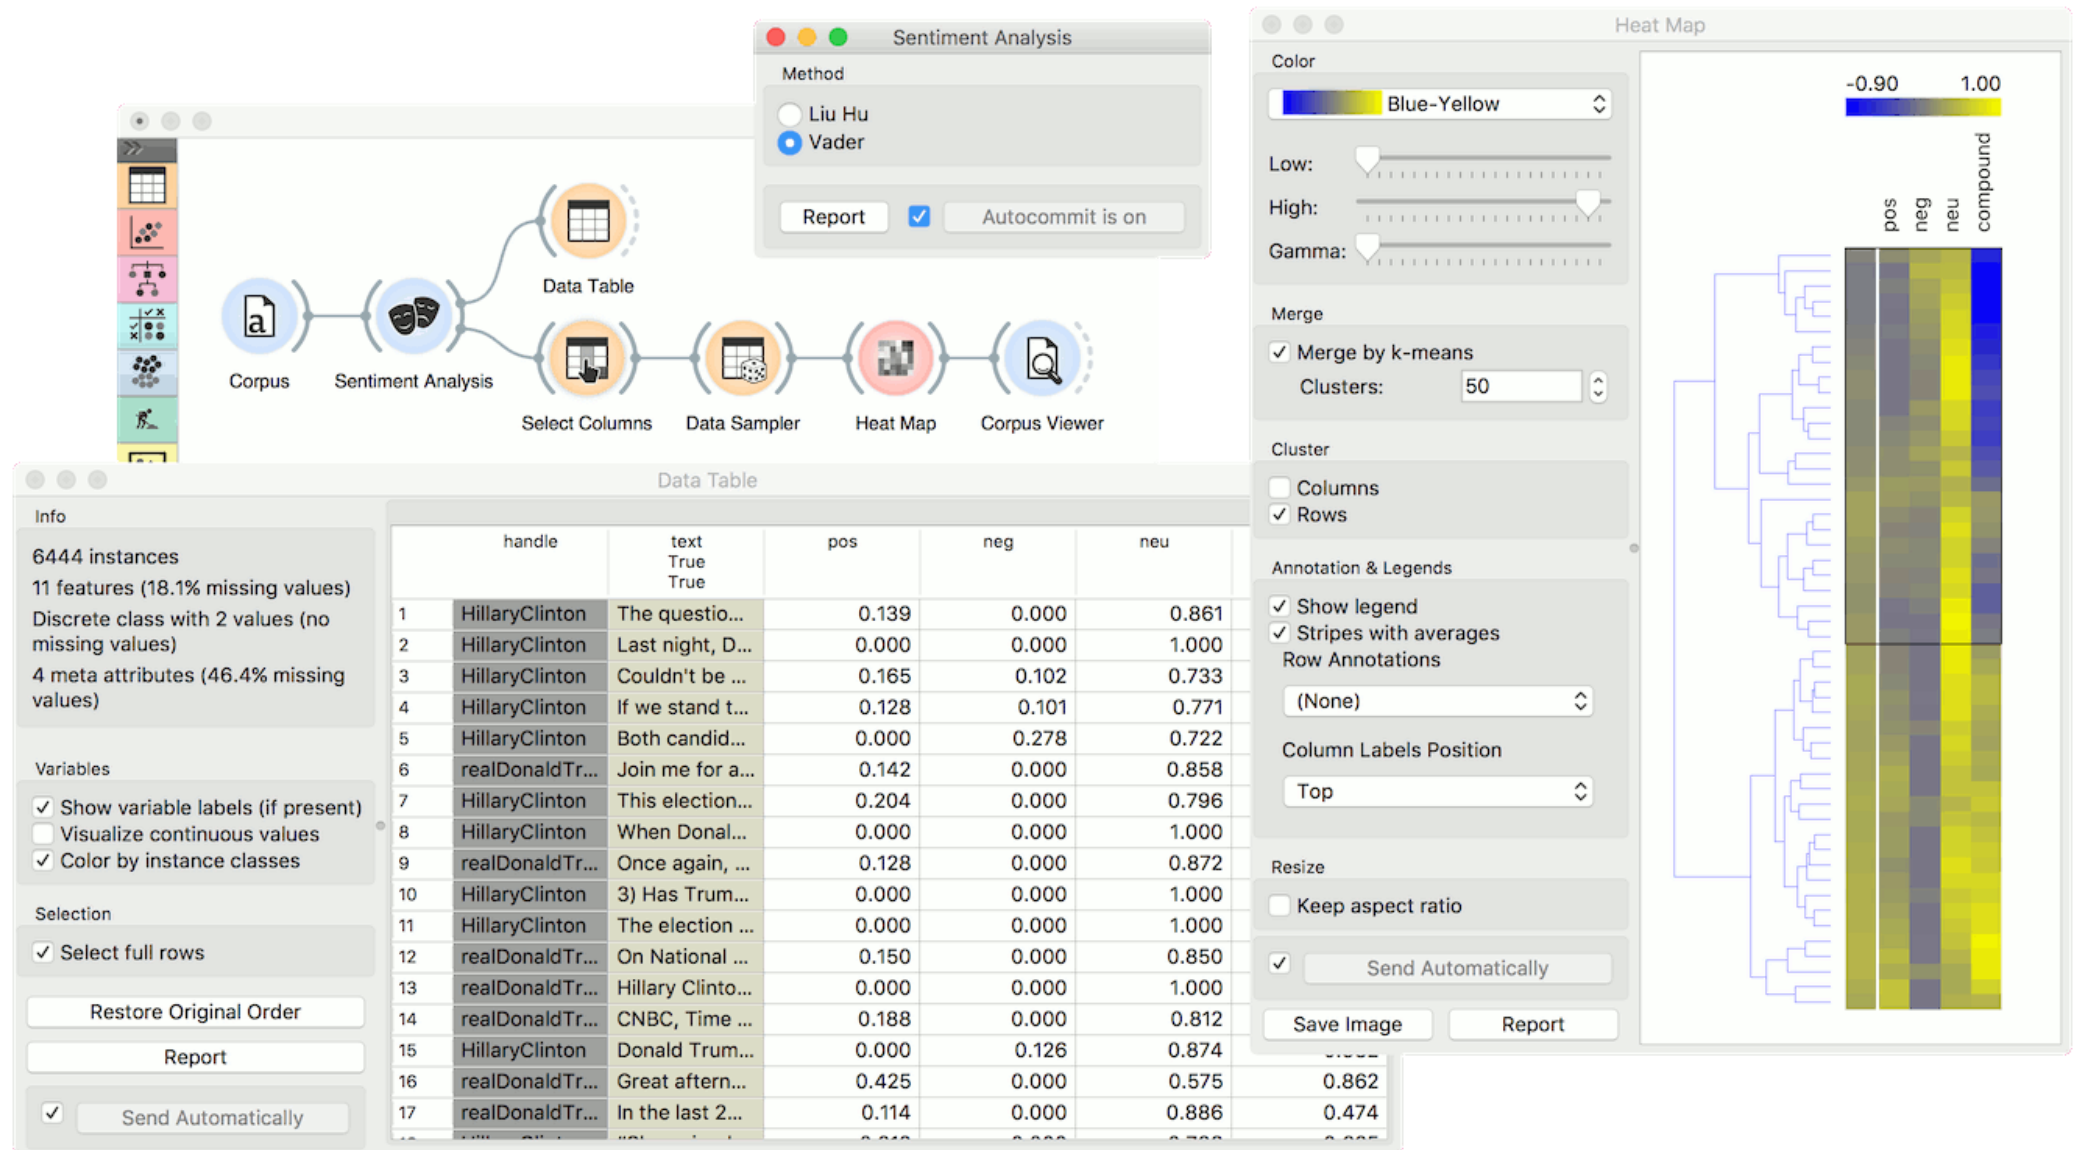 Sentiment Analysis
Method
Liu Hu
Vader
Report
Autocommit is on
Data Table
a
Corpus
Sentiment Analysis
Select Columns
Data Sampler
Heat Map
Corpus Viewer
Data Table
Info
6444 instances
11 features (18.1% missing values)
Discrete class with 2 values (no
missing values)
4 meta attributes (46.4% missing
values)
Variables
Show variable labels (if present)
Visualize continuous values
Color by instance classes
Selection
Select full rows
Restore Original Order
Report
Send Automatically
handle text pos neg neu
True
True
1 HillaryClinton The questio... 0.139 0.000 0.861
2 HillaryClinton Last night, D... 0.000 0.000 1.000
3 HillaryClinton Couldn't be ... 0.165 0.102 0.733
4 HillaryClinton If we stand t... 0.128 0.101 0.771
5 HillaryClinton Both candid... 0.000 0.278 0.722
6 realDonaldTr... Join me for a... 0.142 0.000 0.858
7 HillaryClinton This election... 0.204 0.000 0.796
8 HillaryClinton When Donal... 0.000 0.000 1.000
9 realDonaldTr... Once again, ... 0.128 0.000 0.872
10 HillaryClinton 3) Has Trum... 0.000 0.000 1.000
11 HillaryClinton The election ... 0.000 0.000 1.000
12 realDonaldTr... On National ... 0.150 0.000 0.850
13 realDonaldTr... Hillary Clinto... 0.000 0.000 1.000
14 realDonaldTr... CNBC, Time ... 0.188 0.000 0.812
15 HillaryClinton Donald Trum... 0.000 0.126 0.874
16 realDonaldTr... Great aftern... 0.425 0.000 0.575 0.862
17 realDonaldTr... In the last 2... 0.114 0.000 0.886 0.474
Heat Map
Color
Blue-Yellow
Low:
High:
Gamma:
Merge
Merge by k-means
Clusters: 50
Cluster
Columns
Rows
Annotation & Legends
Show legend
Stripes with averages
Row Annotations
(None)
Column Labels Position
Top
Resize
Keep aspect ratio
Send Automatically
Save Image
Report
-0.90 1.00
pos
neg
neu
compound